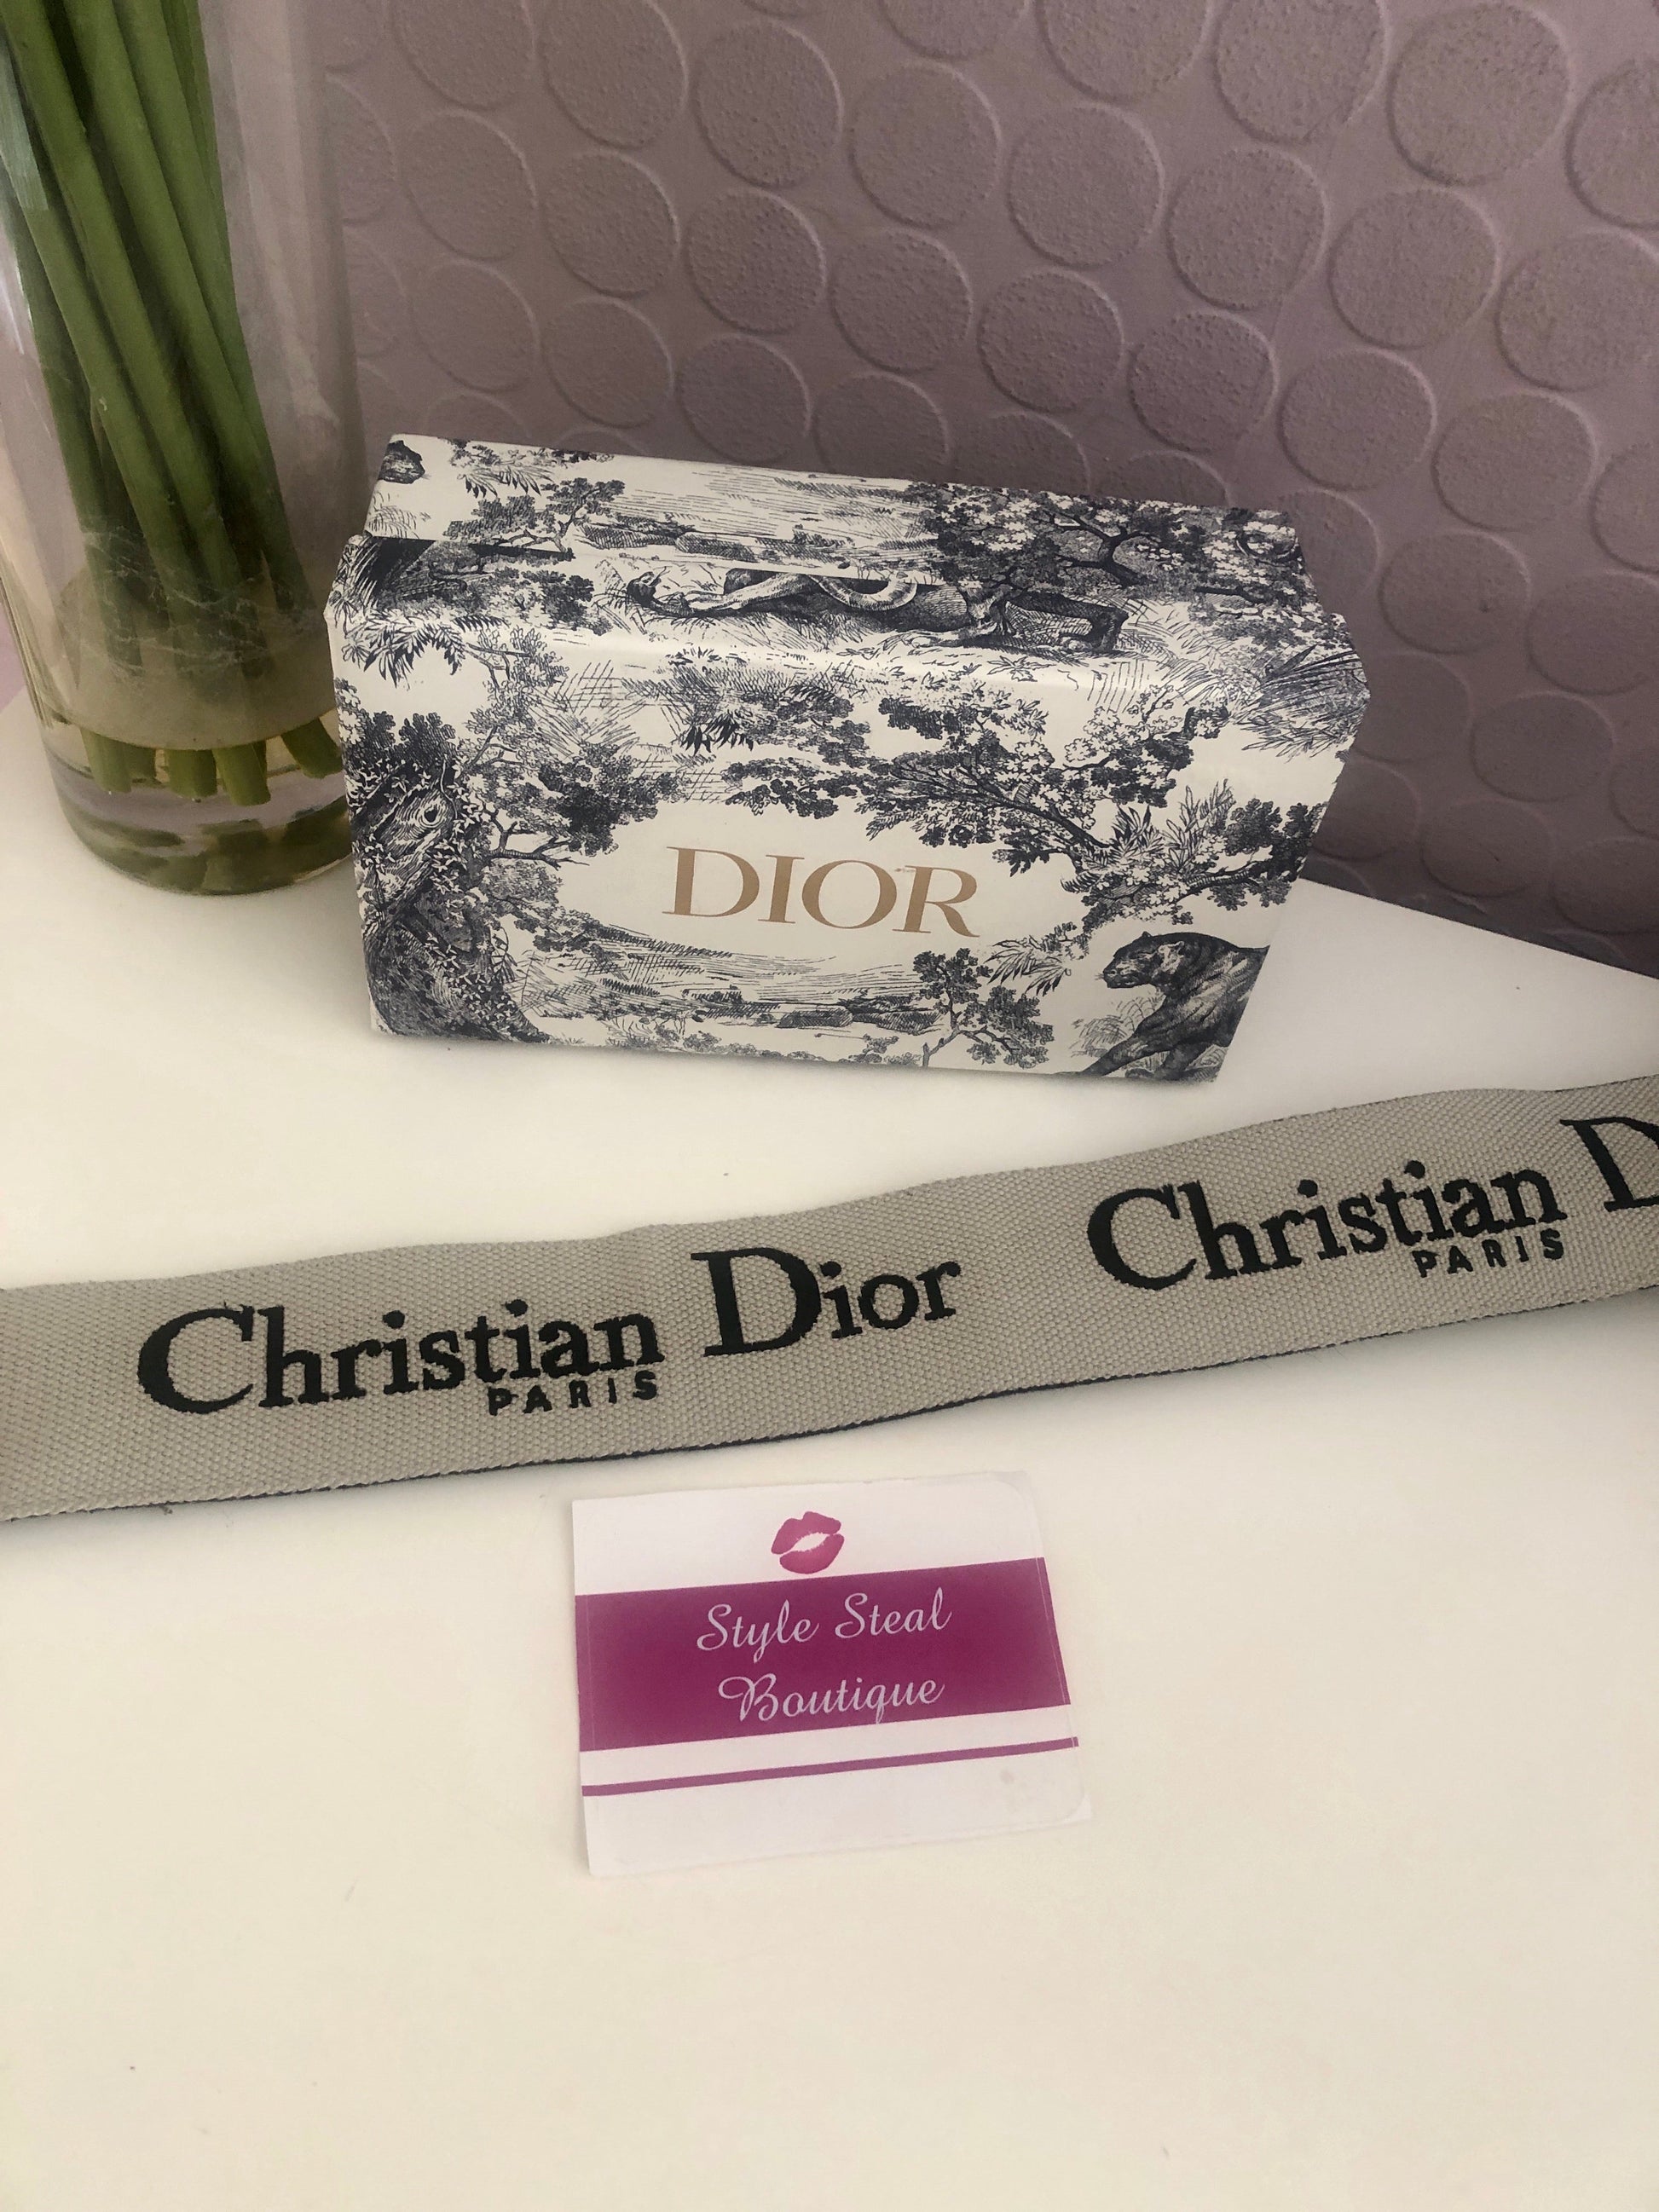 DIOR
Christian Dior
PARIS
Christian D
PARIS
Style Steal
Boutique